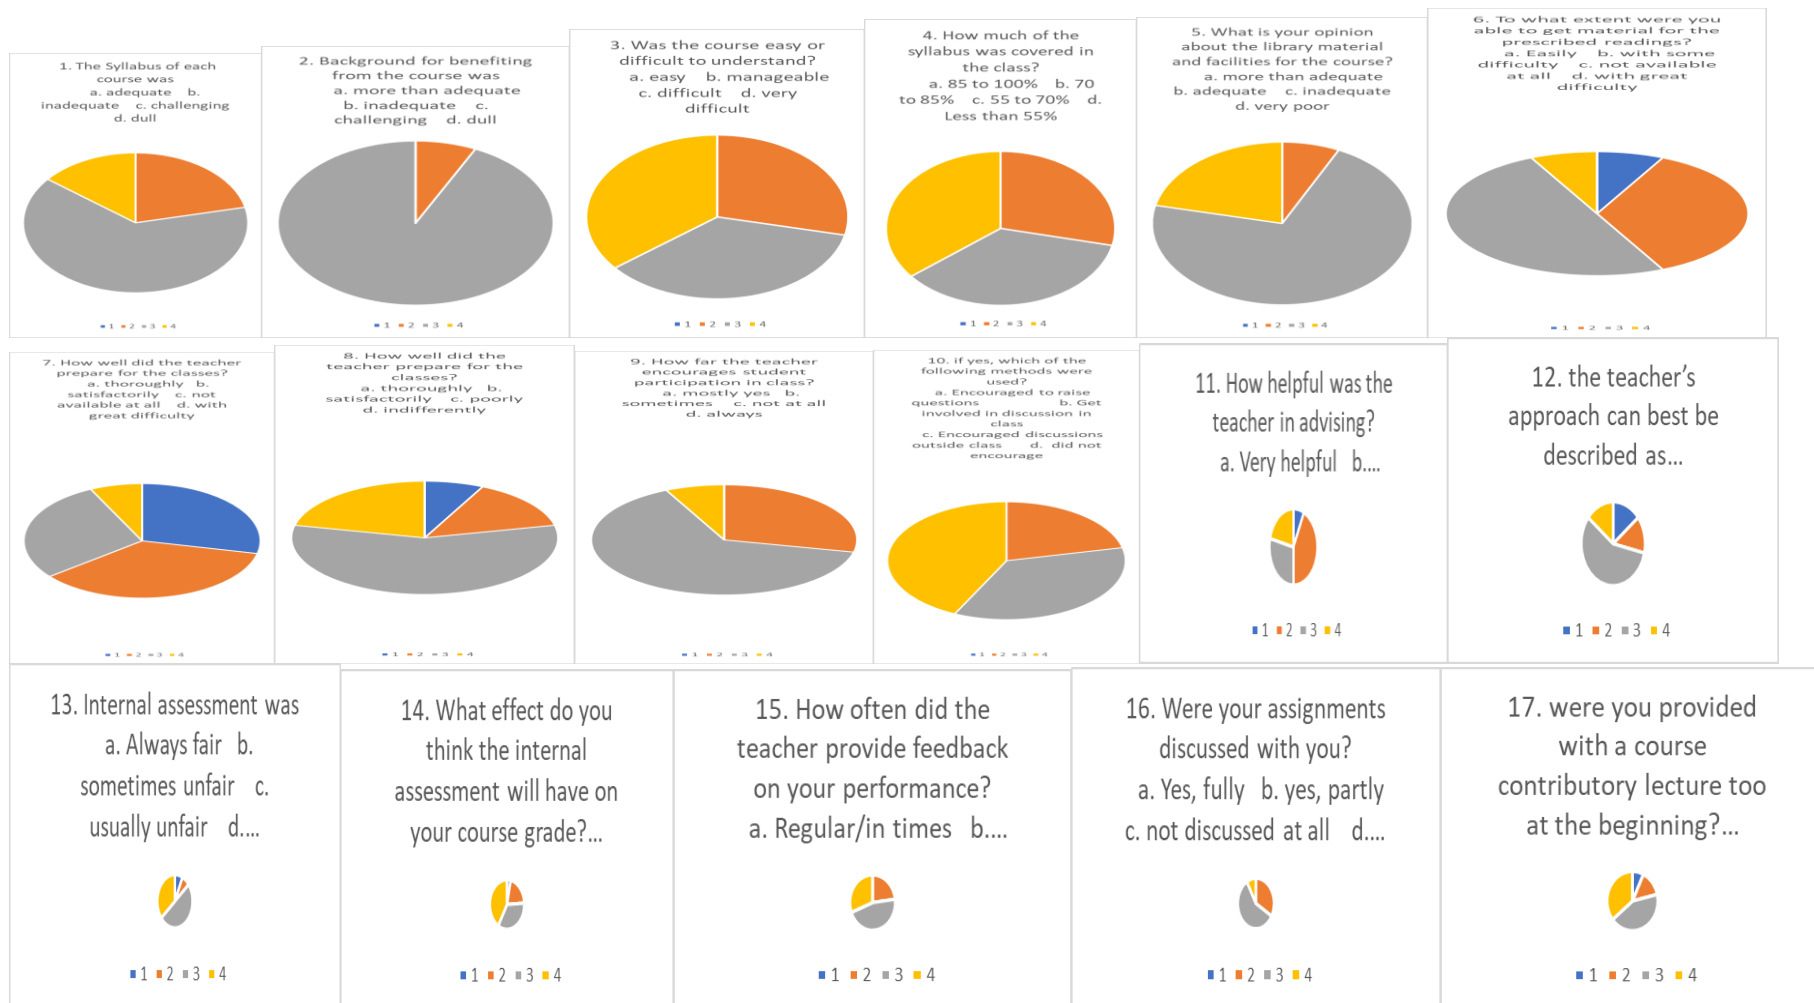 1. The Syllabus of each
course was
a. adequate b.
inadequate c. challenging
d. dull
1 2 3 4
2. Background for benefiting
from the course was
a. more than adequate
b. inadequate c.
challenging d. dull
1 2 3 4
3. Was the course easy or
difficult to understand?
a. easy b. manageable
c. difficult d. very
difficult
1 2 3 4
4. How much of the
syllabus was covered in
the class?
a. 85 to 100% b. 70
to 85% c. 55 to 70% d.
Less than 55%
1 2 3 4
5. What is your opinion
about the library material
and facilities for the course?
a. more than adequate
b. adequate c. inadequate
d. very poor
1 2 3 4
6. To what extent were you
able to get material for the
prescribed readings?
a. Easily b. with some
difficulty c. not available
at all d. with great
difficulty
1 2 3 4
7. How well did the teacher
prepare for the classes?
a. thoroughly b.
satisfactorily c. not
available at all d. with
great difficulty
1 2 3 4
8. How well did the
teacher prepare for the
classes?
a. thoroughly b.
satisfactorily c. poorly
d. indifferently
1 2 3 4
9. How far the teacher
encourages student
participation in class?
a. mostly yes b.
sometimes c. not at all
d. always
1 2 3 4
10. if yes, which of the
following methods were
used?
a. Encouraged to raise
questions b. Get
involved in discussion in
class
c. Encouraged discussions
outside class d. did not
encourage
1 2 3 4
11. How helpful was the
teacher in advising?
a. Very helpful b....
1 2 3 4
12. the teacher's
approach can best be
described as...
1 2 3 4
13. Internal assessment was
a. Always fair b.
sometimes unfair c.
usually unfair d....
1 2 3 4
14. What effect do you
think the internal
assessment will have on
your course grade?...
1 2 3 4
15. How often did the
teacher provide feedback
on your performance?
a. Regular/in times b....
1 2 3 4
16. Were your assignments
discussed with you?
a. Yes, fully b. yes, partly
c. not discussed at all d....
1 2 3 4
17. were you provided
with a course
contributory lecture too
at the beginning?...
1 2 3 4